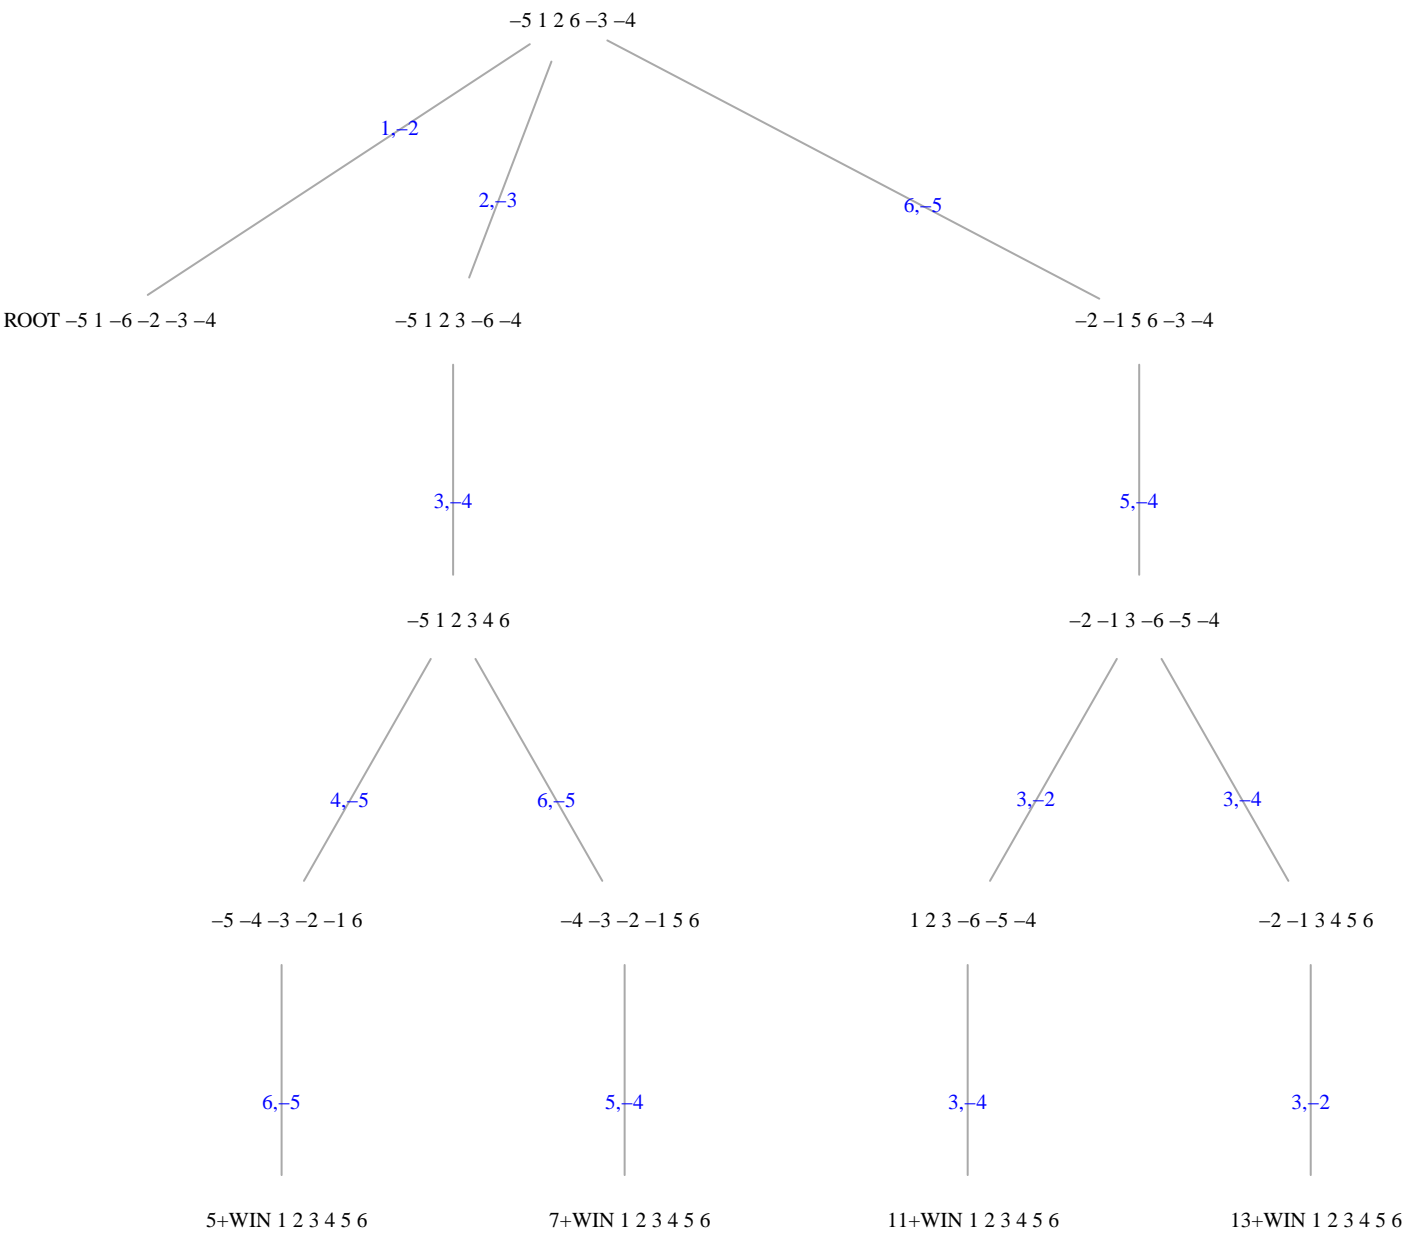 –5 1 2 6 –3 –4
1,–2
2,–3
6,–5
ROOT –5 1 –6 –2 –3 –4
–5 1 2 3 –6 –4
–2 –1 5 6 –3 –4
3,–4
5,–4
–5 1 2 3 4 6
–2 –1 3 –6 –5 –4
4,–5
6,–5
3,–2
3,–4
–5 –4 –3 –2 –1 6
–4 –3 –2 –1 5 6
1 2 3 –6 –5 –4
–2 –1 3 4 5 6
6,–5
5,–4
3,–4
3,–2
5+WIN 1 2 3 4 5 6
7+WIN 1 2 3 4 5 6
11+WIN 1 2 3 4 5 6
13+WIN 1 2 3 4 5 6